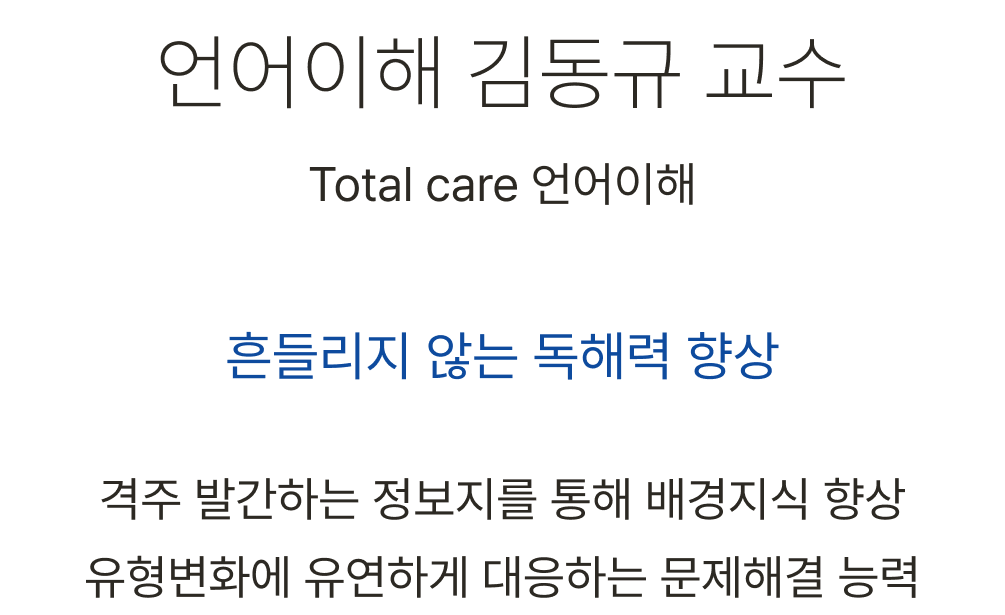 언어이해 김동규 교수
Total care 언어이해
흔들리지 않는 독해력 향상
격주 발간하는 정보지를 통해 배경지식 향상
유형변화에 유연하게 대응하는 문제해결 능력